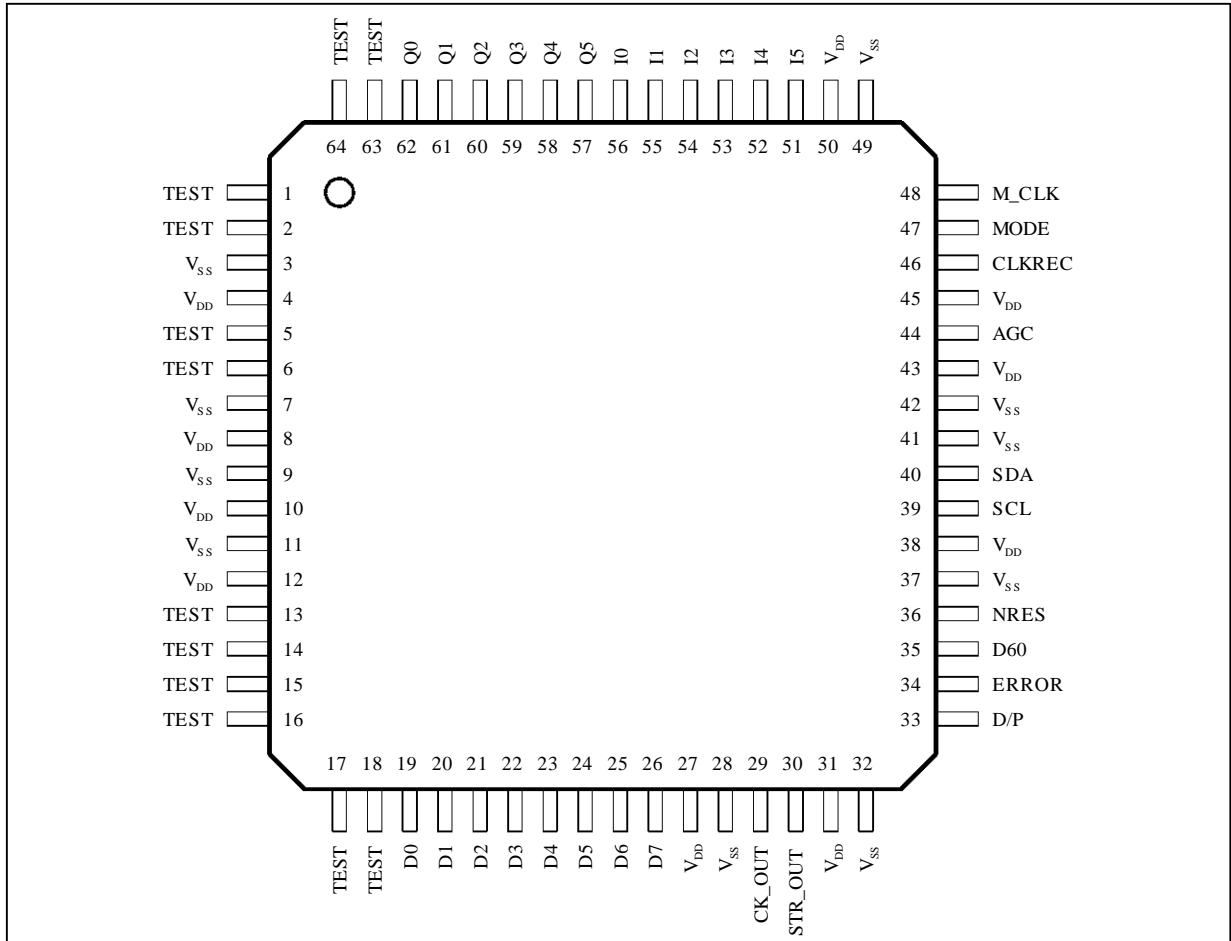 TEST TEST Q0 Q1 Q2 Q3 Q4 Q5 I0 I1 I2 I3 I4 I5 VDD VSS
64 63 62 61 60 59 58 57 56 55 54 53 52 51 50 49
TEST 1 48 M_CLK
TEST 2 47 MODE
VSS 3 46 CLKREC
VDD 4 45 VDD
TEST 5 44 AGC
TEST 6 43 VDD
VSS 7 42 VSS
VDD 8 41 VSS
VSS 9 40 SDA
VDD 10 39 SCL
VSS 11 38 VDD
VDD 12 37 VSS
TEST 13 36 NRES
TEST 14 35 D60
TEST 15 34 ERROR
TEST 16 33 D/P
17 18 19 20 21 22 23 24 25 26 27 28 29 30 31 32
TEST TEST D0 D1 D2 D3 D4 D5 D6 D7 VDD VSS CK_OUT STR_OUT VDD VSS